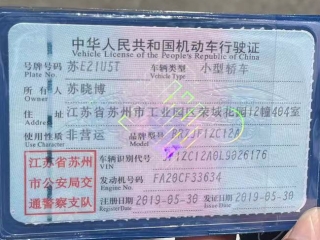 中华人民共和国机动车行驶证
Vehicle License of the People's Republic of China
号牌号码 苏E21U5T 车辆类型 小型轿车
Plate No. Vehicle Type
所有人 苏晓博
Owner
住址 江苏省苏州市工业园区荣域花园12幢404室
Address
使用性质 非营运 品牌型号
Use Character Model
江苏省苏州
市公安局交
通警察支队
车辆识别代号
VIN
发动机号码 FA2BCF33634
Engine No.
注册日期 2019-05-30 发证日期 2019-05-30
Register Date Issue Date